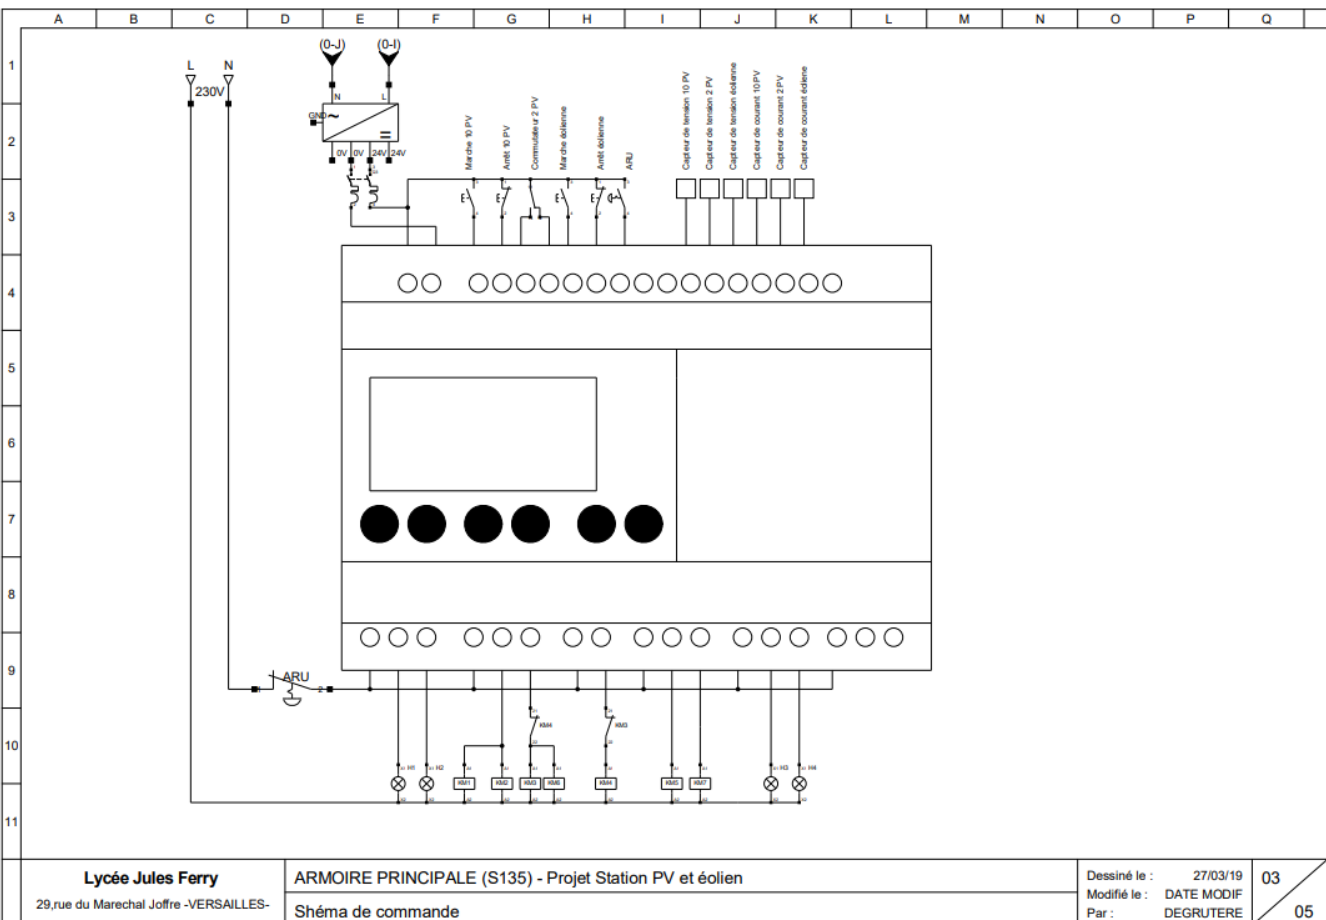 A B C D E F G H I J K L M N O P Q
1
2
3
4
5
6
7
8
9
10
11
L N
230V
(0-J) (0-I)
N L
GND
0V 0V 24V 24V
Marche 10 PV
Arrêt 10 PV
Commutateur 2 PV
Marche éolienne
Arrêt éolienne
ARU
Capteur de tension 10 PV
Capteur de tension 2 PV
Capteur de tension éolienne
Capteur de courant 10 PV
Capteur de courant 2 PV
Capteur de courant éoliene
ARU
1 2
KM4 KM3
H1 H2 H3 H4
KM1 KM2 KM3 KM6 KM4 KM5 KM7
Lycée Jules Ferry
29,rue du Marechal Joffre -VERSAILLES-
ARMOIRE PRINCIPALE (S135) - Projet Station PV et éolien
Shéma de commande
Dessiné le : 27/03/19
Modifié le : DATE MODIF
Par : DEGRUTERE
03
05